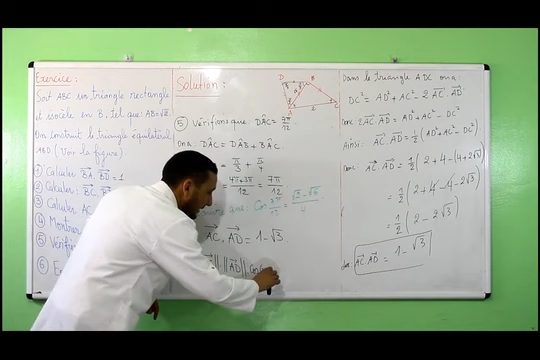 Exercice:
Soit ABC un triangle rectangle
et isocèle en B, tel que: AB=√2
On construit le triangle équilatéral
ABD (Voir la figure)
① Calculer BA . BD = 1
② Calculer: BC . BD
③ Calculer AC
④ Montrer
⑤ Vérifi
⑥ En
Solution:
D
B
⑤ Vérifions que: DÂC = 7π/12
On a DÂC = DÂB + BÂC
= π/3 + π/4
= 4π+3π/12 = 7π/12
que: Cos 7π/12 = √2 - √6/4
AC . AD = 1 - √3
|| ||AD|| cos
Dans le triangle ADC on a:
DC² = AD² + AC² - 2 AC . AD
Donc: 2 AC . AD = AD² + AC² - DC²
Ainsi: AC . AD = 1/2 (AD² + AC² - DC²)
Donc: AC . AD = 1/2 (2 + 4 - (4 + 2√3))
= 1/2 (2 + 4 - 4 - 2√3)
= 1/2 (2 - 2√3)
AC . AD = 1 - √3